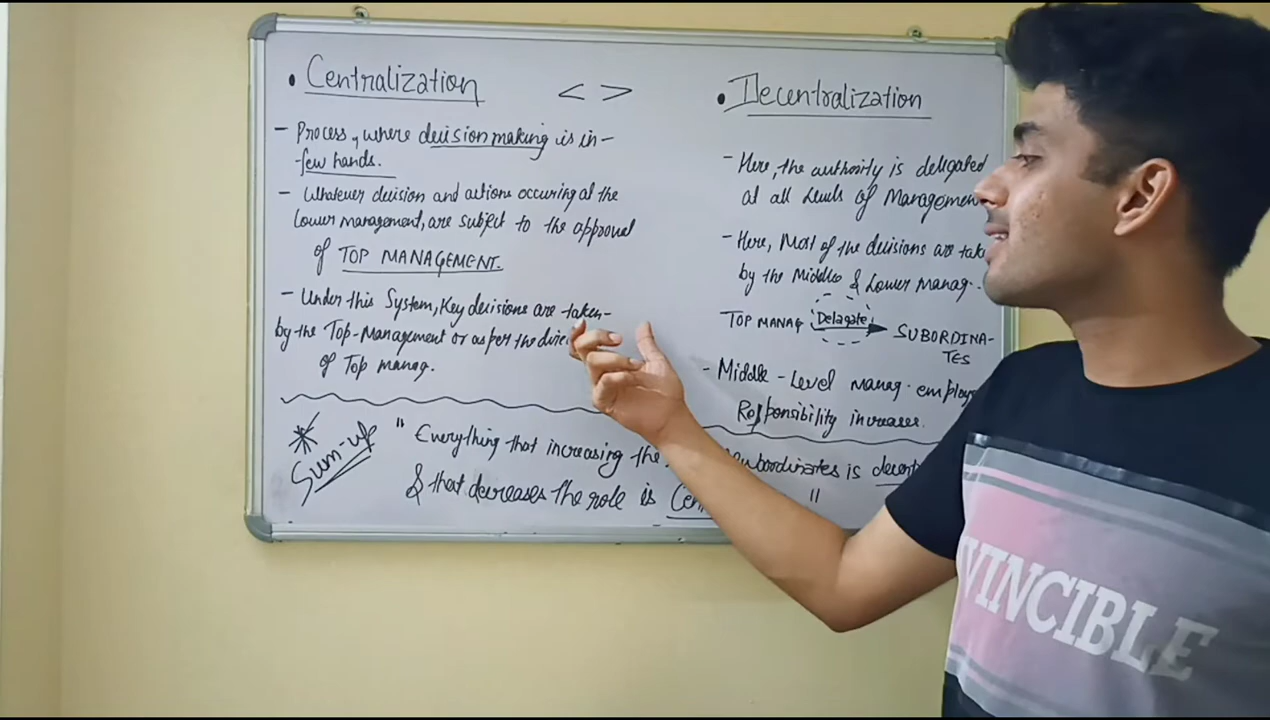 • Centralization
< >
- Process, where decision making is in-
few hands.
- Whatever decision and actions occuring at the
Lower management, are subject to the approval
of TOP MANAGEMENT.
- Under this System, Key decisions are taken-
by the Top-Management or as per the
of Top manag.
• Decentralization
- Here, the authority is delegated
at all Levels of Managemen
- Here, Most of the decisions are
by the Middle & Lower manag.
TOP MANAG Delagate SUBORDINA-
TES
- Middle - Level manag.
Responsibility increases.
* Sum-up
" Everything that increasing the subordinates is
& that decreases the role is "
INVINCIBLE